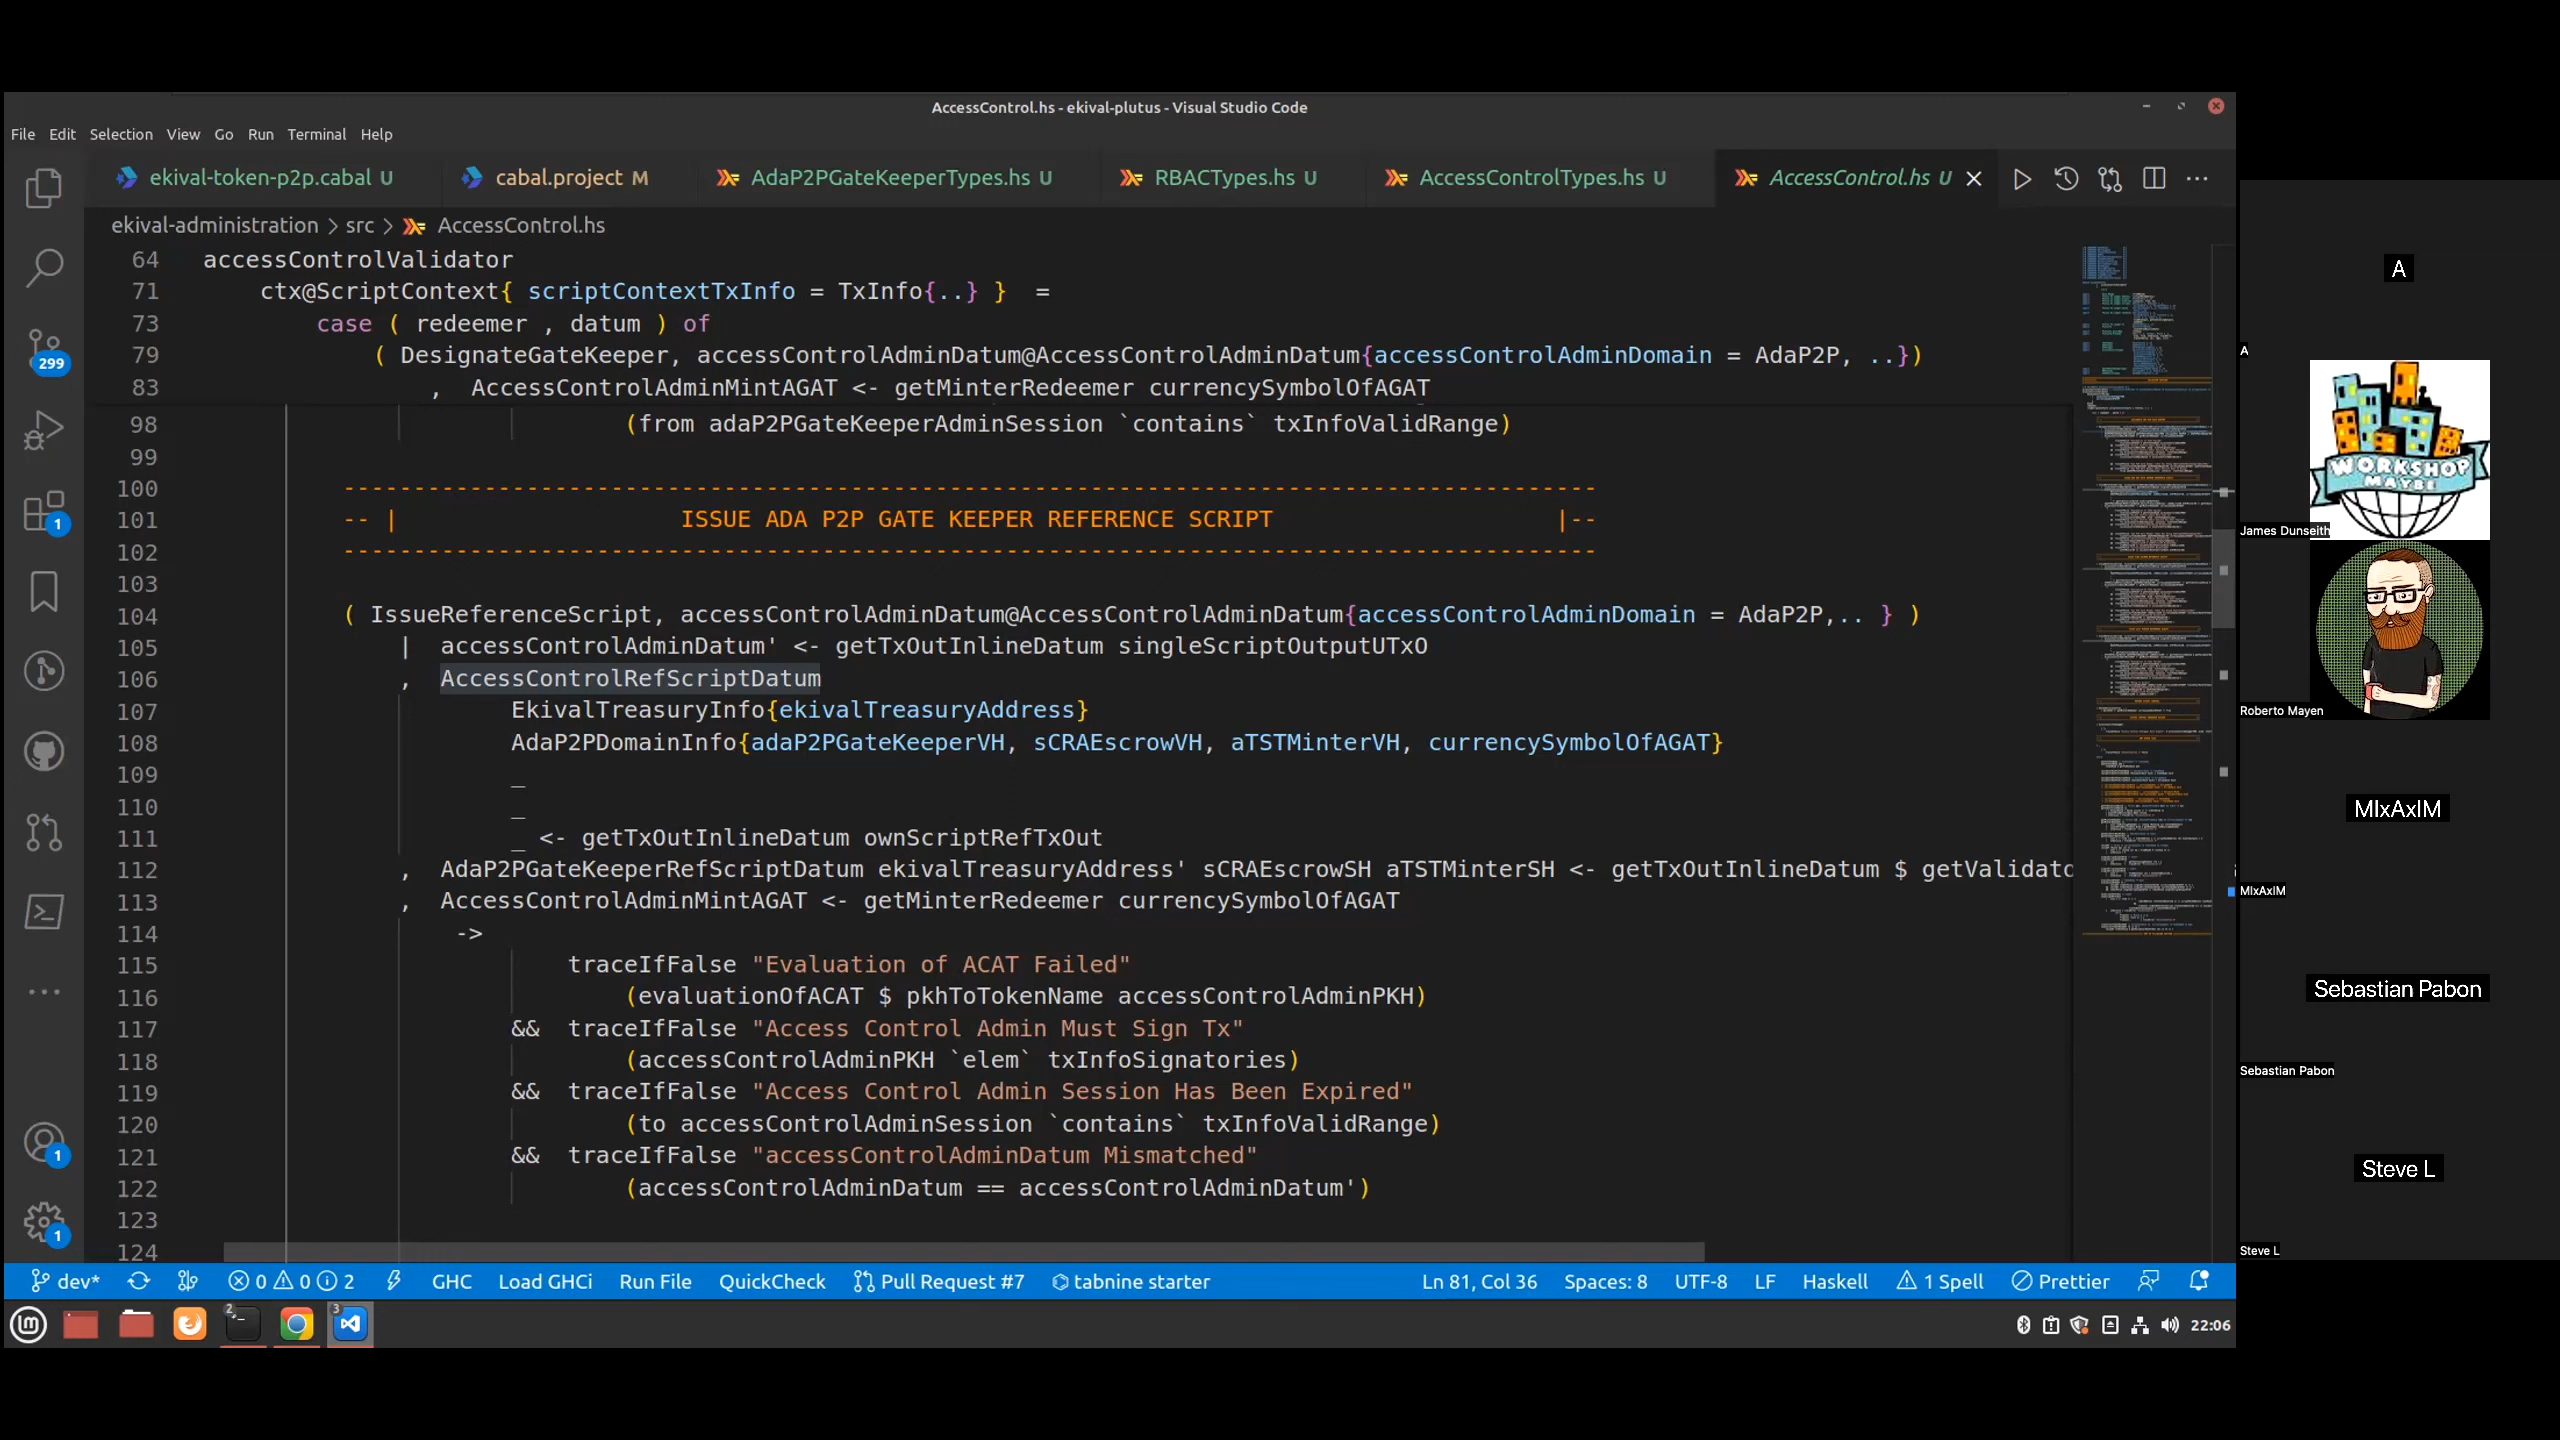 AccessControl.hs - ekival-plutus - Visual Studio Code
File Edit Selection View Go Run Terminal Help
ekival-token-p2p.cabal U cabal.project M AdaP2PGateKeeperTypes.hs U RBACTypes.hs U AccessControlTypes.hs U AccessControl.hs U
ekival-administration > src > AccessControl.hs
64 accessControlValidator
71 ctx@ScriptContext{ scriptContextTxInfo = TxInfo{..} } =
73 case ( redeemer , datum ) of
79 ( DesignateGateKeeper, accessControlAdminDatum@AccessControlAdminDatum{accessControlAdminDomain = AdaP2P, ..})
83 , AccessControlAdminMintAGAT <- getMinterRedeemer currencySymbolOfAGAT
98 (from adaP2PGateKeeperAdminSession `contains` txInfoValidRange)
99
100 -----------------------------------------------------------------------------------------
101 -- | ISSUE ADA P2P GATE KEEPER REFERENCE SCRIPT |--
102 -----------------------------------------------------------------------------------------
103
104 ( IssueReferenceScript, accessControlAdminDatum@AccessControlAdminDatum{accessControlAdminDomain = AdaP2P,.. } )
105 | accessControlAdminDatum' <- getTxOutInlineDatum singleScriptOutputUTxO
106 , AccessControlRefScriptDatum
107 EkivalTreasuryInfo{ekivalTreasuryAddress}
108 AdaP2PDomainInfo{adaP2PGateKeeperVH, sCRAEscrowVH, aTSTMinterVH, currencySymbolOfAGAT}
109 _
110 _
111 _ <- getTxOutInlineDatum ownScriptRefTxOut
112 , AdaP2PGateKeeperRefScriptDatum ekivalTreasuryAddress' sCRAEscrowSH aTSTMinterSH <- getTxOutInlineDatum $ getValidato
113 , AccessControlAdminMintAGAT <- getMinterRedeemer currencySymbolOfAGAT
114 ->
115 traceIfFalse "Evaluation of ACAT Failed"
116 (evaluationOfACAT $ pkhToTokenName accessControlAdminPKH)
117 && traceIfFalse "Access Control Admin Must Sign Tx"
118 (accessControlAdminPKH `elem` txInfoSignatories)
119 && traceIfFalse "Access Control Admin Session Has Been Expired"
120 (to accessControlAdminSession `contains` txInfoValidRange)
121 && traceIfFalse "accessControlAdminDatum Mismatched"
122 (accessControlAdminDatum == accessControlAdminDatum')
123
124
299
1
1
1
dev* 0 0 2 GHC Load GHCi Run File QuickCheck Pull Request #7 tabnine starter Ln 81, Col 36 Spaces: 8 UTF-8 LF Haskell 1 Spell Prettier
2 3 22:06
A
A
WORKSHOP
MAYBE
James Dunseith
Roberto Mayen
MIxAxIM
MIxAxIM
Sebastian Pabon
Sebastian Pabon
Steve L
Steve L